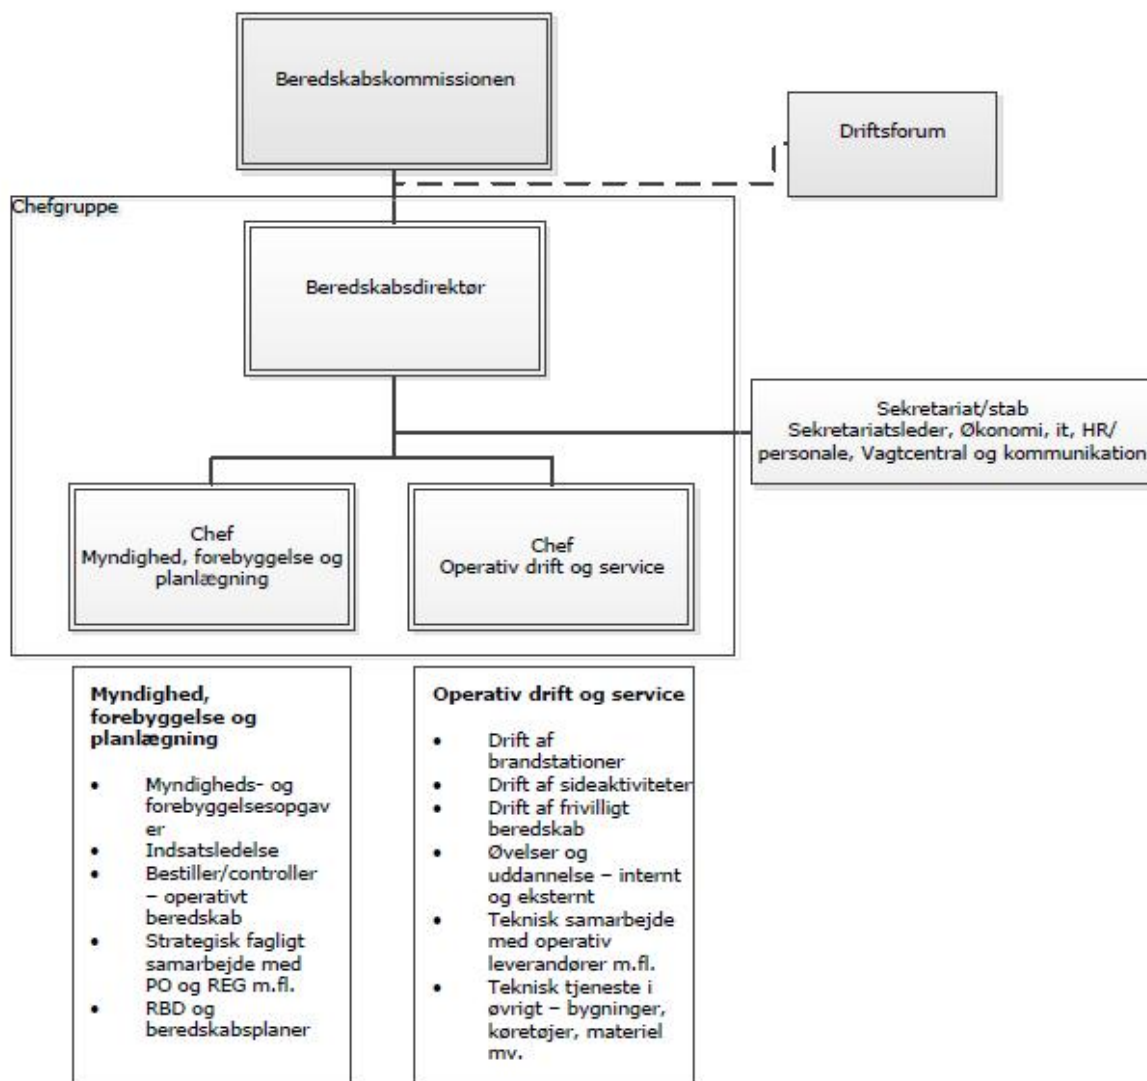 Beredskabskommissionen
Driftsforum
Chefgruppe
Beredskabsdirektør
Sekretariat/stab
Sekretariatsleder, Økonomi, it, HR/
personale, Vagtcentral og kommunikation
Chef
Myndighed, forebyggelse og
planlægning
Chef
Operativ drift og service
Myndighed,
forebyggelse og
planlægning
• Myndigheds- og
forebyggelsesopgav
er
• Indsatsledelse
• Bestiller/controller
– operativt
beredskab
• Strategisk fagligt
samarbejde med
PO og REG m.fl.
• RBD og
beredskabsplaner
Operativ drift og service
• Drift af
brandstationer
• Drift af sideaktiviteter
• Drift af frivilligt
beredskab
• Øvelser og
uddannelse – internt
og eksternt
• Teknisk samarbejde
med operativ
leverandører m.fl.
• Teknisk tjeneste i
øvrigt – bygninger,
køretøjer, materiel
mv.